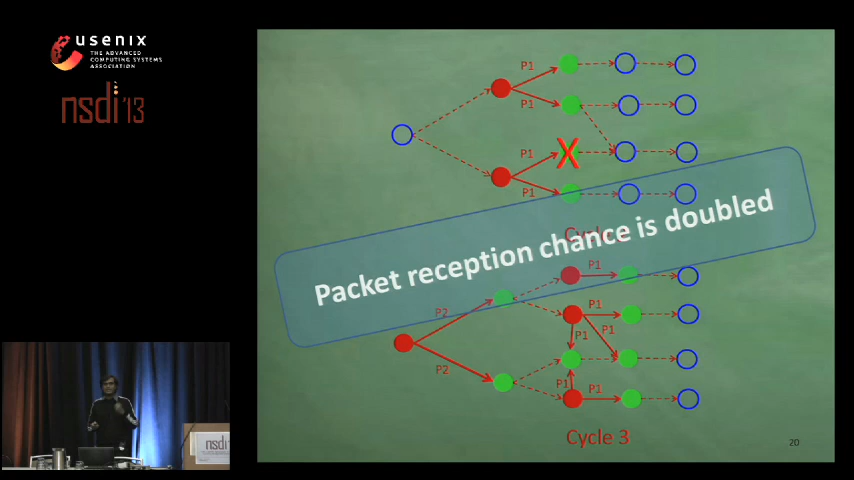 usenix
THE ADVANCED
COMPUTING SYSTEMS
ASSOCIATION
nsdi '13
P1
P1
P1
P1
Packet reception chance is doubled
P1
P2
P1
P1
P1
P2
P1
P1
Cycle 3
20
nsdi